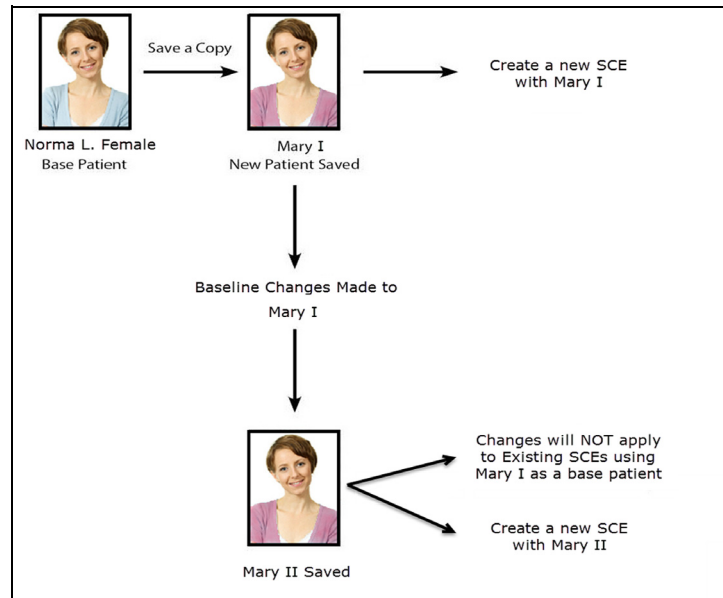 Save a Copy
Norma L. Female
Base Patient
Mary I
New Patient Saved
Create a new SCE
with Mary I
Baseline Changes Made to
Mary I
Changes will NOT apply
to Existing SCEs using
Mary I as a base patient
Create a new SCE
with Mary II
Mary II Saved